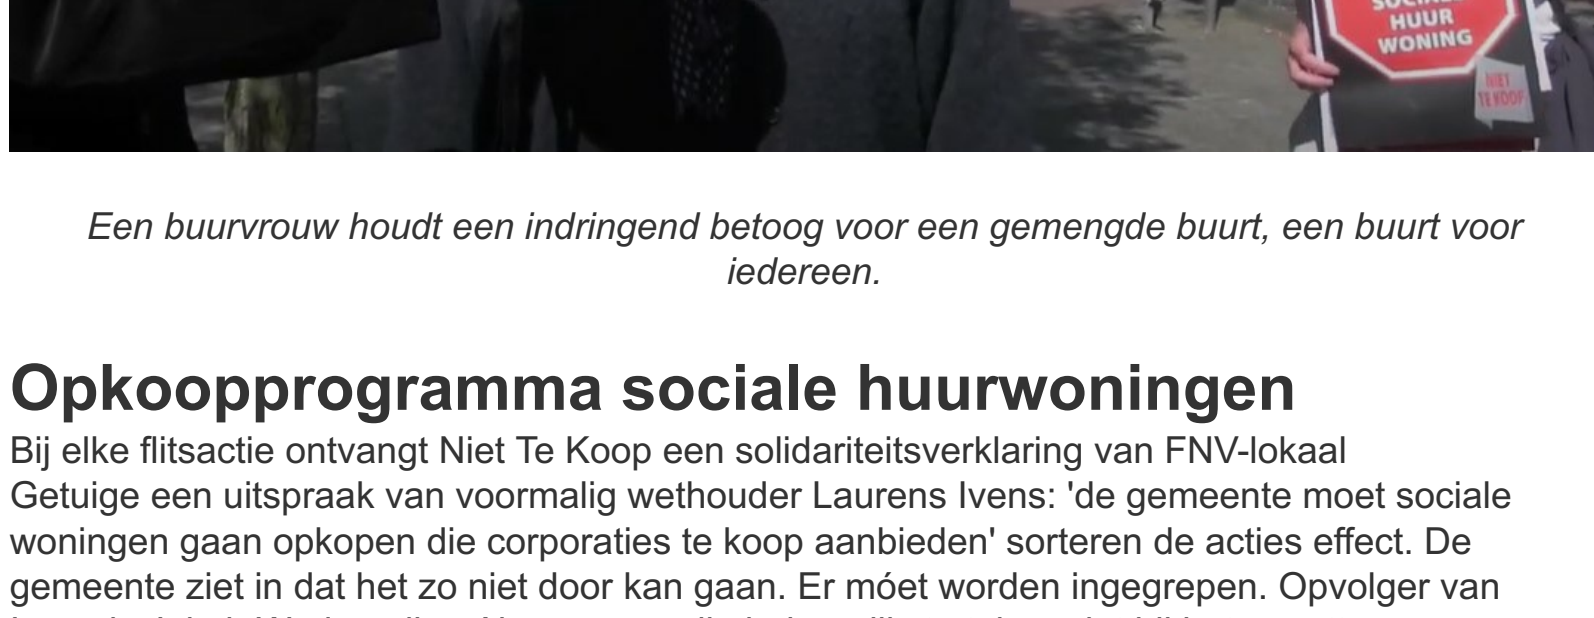 SOCIALE
HUUR
WONING
NIET
TE KOOP
Een buurvrouw houdt een indringend betoog voor een gemengde buurt, een buurt voor
iedereen.
Opkoopprogramma sociale huurwoningen
Bij elke flitsactie ontvangt Niet Te Koop een solidariteitsverklaring van FNV-lokaal
Getuige een uitspraak van voormalig wethouder Laurens Ivens: 'de gemeente moet sociale
woningen gaan opkopen die corporaties te koop aanbieden' sorteren de acties effect. De
gemeente ziet in dat het zo niet door kan gaan. Er móet worden ingegrepen. Opvolger van